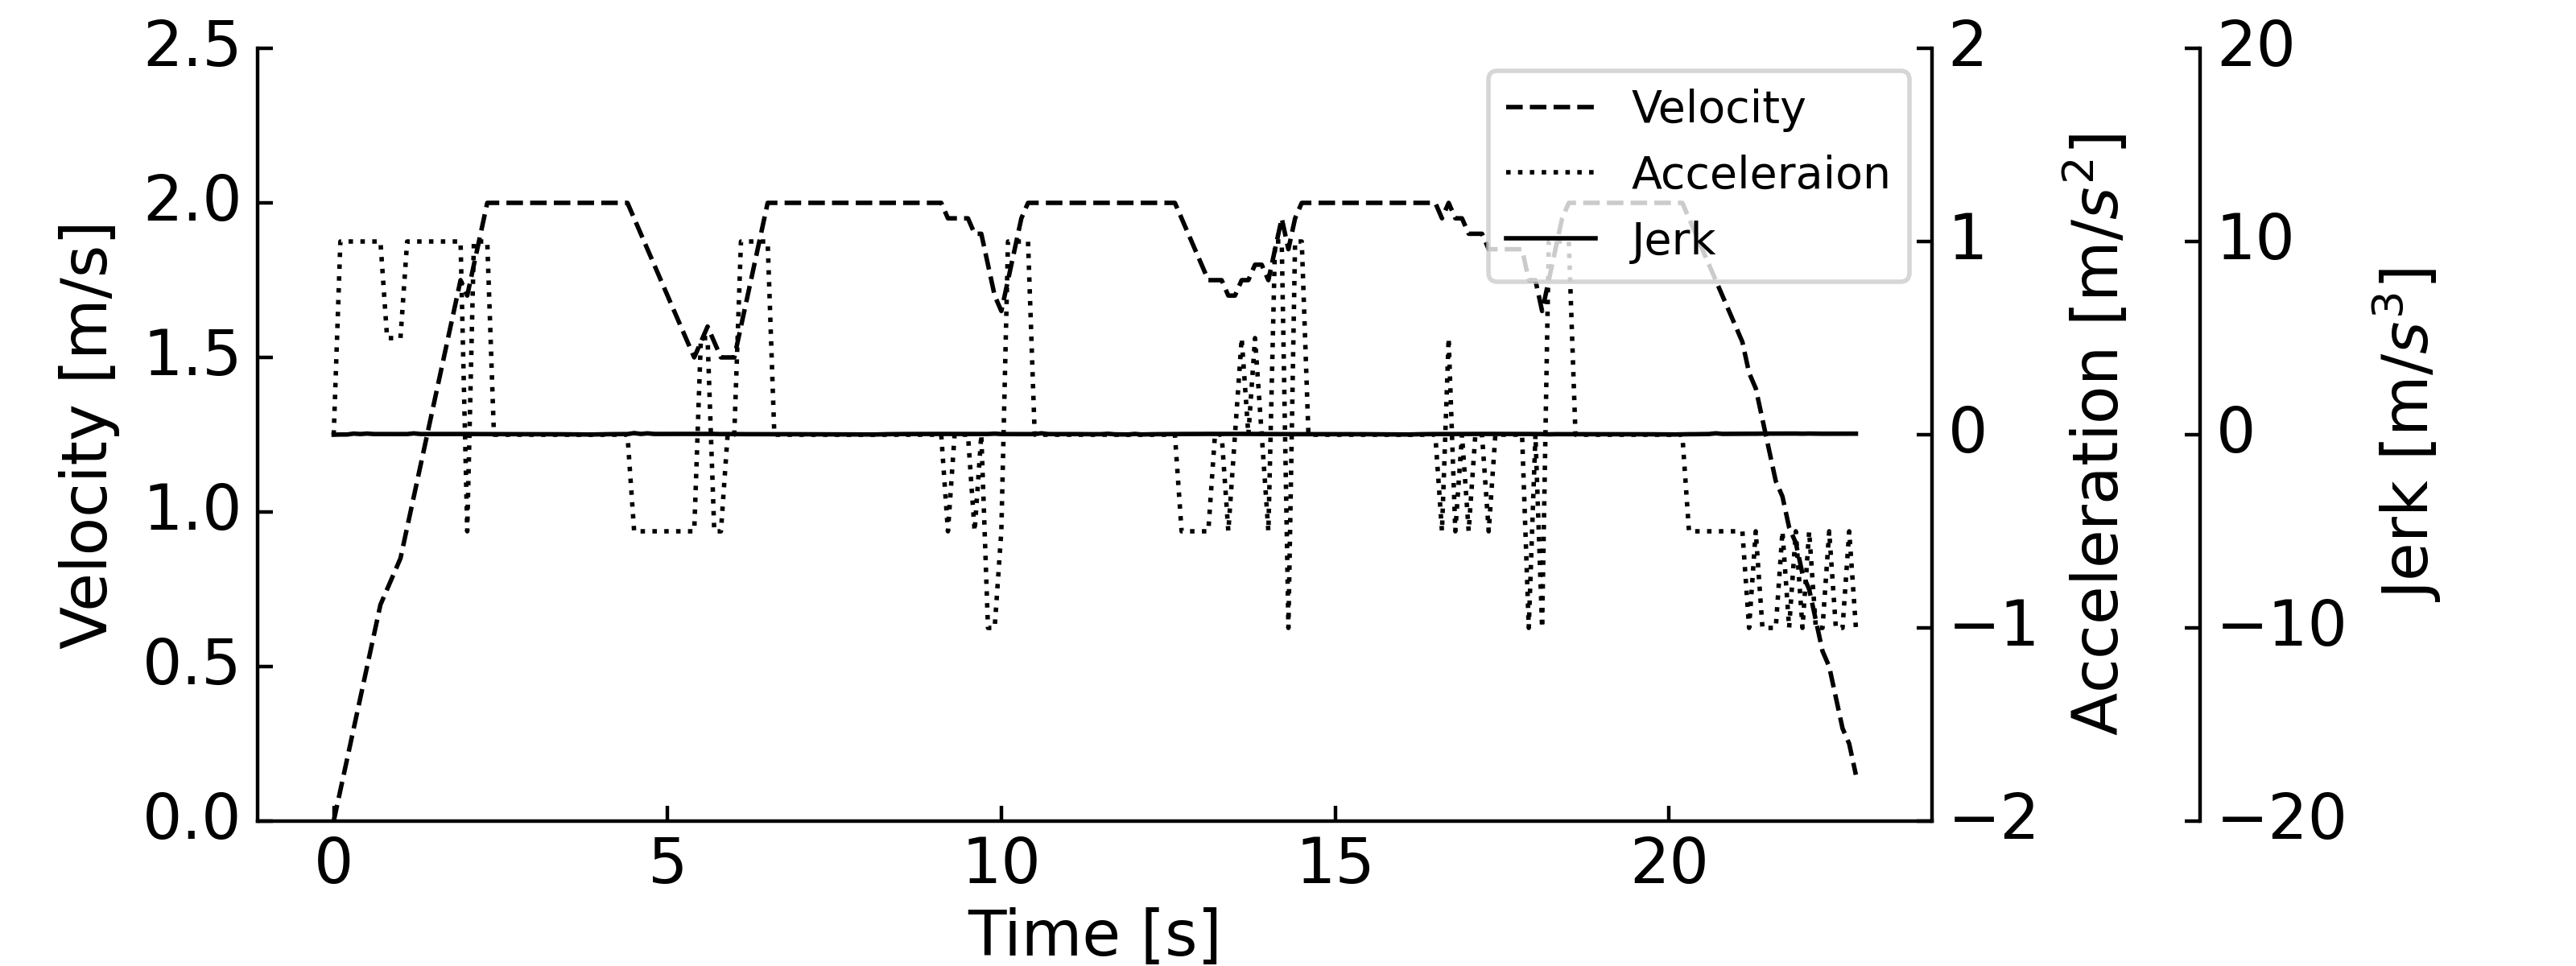 Velocity [m/s]
2.5
2.0
1.5
1.0
0.5
0.0
0 5 10 15 20
Time [s]
Velocity
Acceleraion
Jerk
2
1
0
−1
−2
Acceleration [m/s²]
20
10
0
−10
−20
Jerk [m/s³]